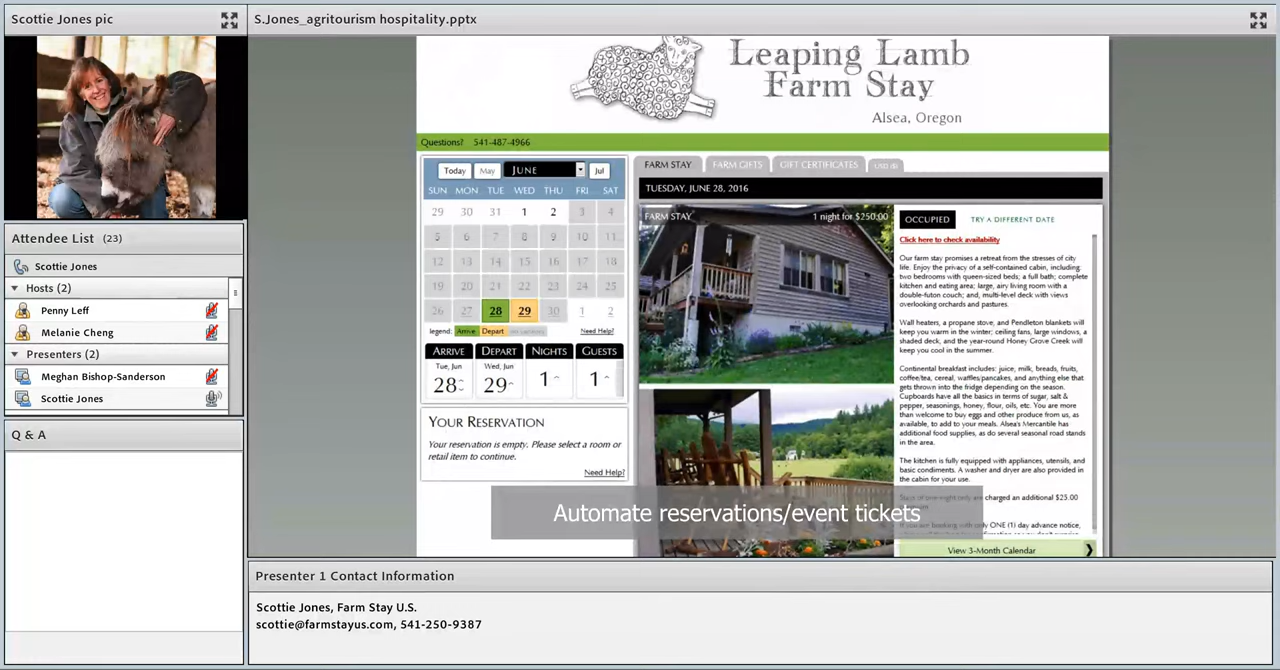 Scottie Jones pic
S.Jones_agritourism hospitality.pptx
Leaping Lamb
Farm Stay
Alsea, Oregon
Questions? 541-487-4966
Today May JUNE Jul
SUN MON TUE WED THU FRI SAT
29 30 31 1 2 3 4
5 6 7 8 9 10 11
12 13 14 15 16 17 18
19 20 21 22 23 24 25
26 27 28 29 30 1 2
legend: Arrive Depart
Need Help?
ARRIVE DEPART NIGHTS GUESTS
Tue, Jun Wed, Jun
28 29 1 1
YOUR RESERVATION
Your reservation is empty. Please select a room or
retail item to continue.
Need Help?
FARM STAY FARM GIFTS GIFT CERTIFICATES USD ($)
TUESDAY, JUNE 28, 2016
FARM STAY 1 night for $250.00
OCCUPIED TRY A DIFFERENT DATE
Click here to check availability
Our farm stay promises a retreat from the stresses of city
life. Enjoy the privacy of a self-contained cabin, including:
two bedrooms with queen-sized beds; a full bath; complete
kitchen and eating area; large, airy living room with a
double-futon couch; and, multi-level deck with views
overlooking orchards and pastures.
Wall heaters, a propane stove, and Pendleton blankets will
keep you warm in the winter; ceiling fans, large windows, a
shaded deck, and the year-round Honey Grove Creek will
keep you cool in the summer.
Continental breakfast includes: juice, milk, breads, fruits,
coffee/tea, cereal, waffles/pancakes, and anything else that
gets thrown into the fridge depending on the season.
Cupboards have all the basics in terms of sugar, salt &
pepper, seasonings, honey, flour, oils, etc. You are more
than welcome to buy eggs and other produce from us, as
available, to add to your meals. Alsea's Mercantile has
additional food supplies, as do several seasonal road stands
in the area.
The kitchen is fully equipped with appliances, utensils, and
basic condiments. A washer and dryer are also provided in
the cabin for your use.
Stays of one-night only are charged an additional $25.00
If you are booking with only ONE (1) day advance notice,
View 3-Month Calendar
Automate reservations/event tickets
Attendee List (23)
Scottie Jones
Hosts (2)
Penny Leff
Melanie Cheng
Presenters (2)
Meghan Bishop-Sanderson
Scottie Jones
Q & A
Presenter 1 Contact Information
Scottie Jones, Farm Stay U.S.
scottie@farmstayus.com, 541-250-9387